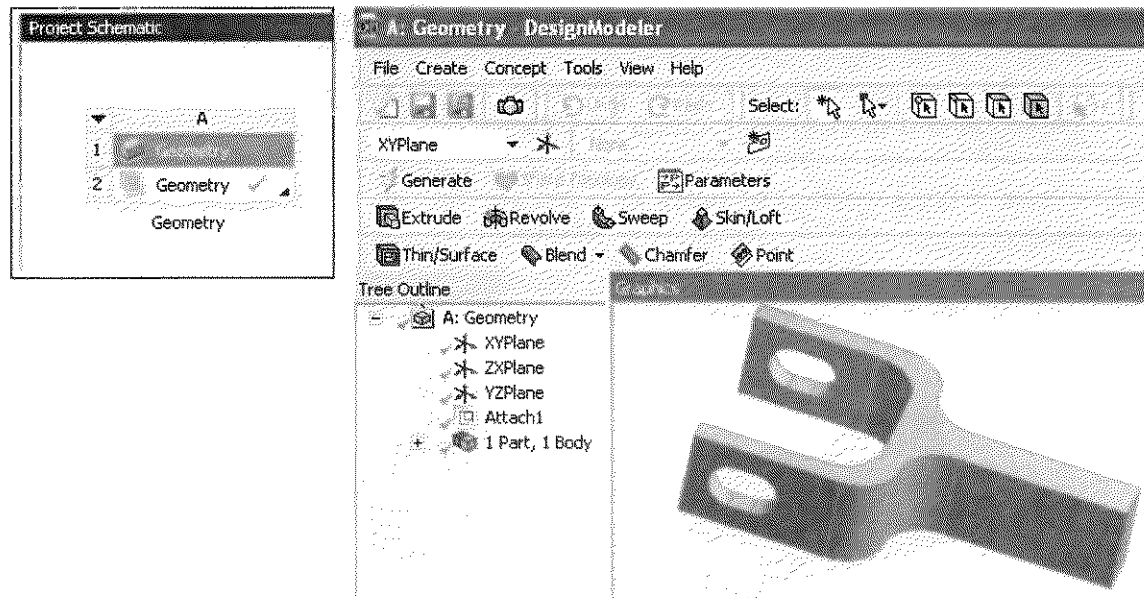 Project Schematic
A
1
2 Geometry
Geometry
A: Geometry DesignModeler
File Create Concept Tools View Help
Select:
XYPlane
Generate Parameters
Extrude Revolve Sweep Skin/Loft
Thin/Surface Blend Chamfer Point
Tree Outline
A: Geometry
XYPlane
ZXPlane
YZPlane
Attach1
1 Part, 1 Body